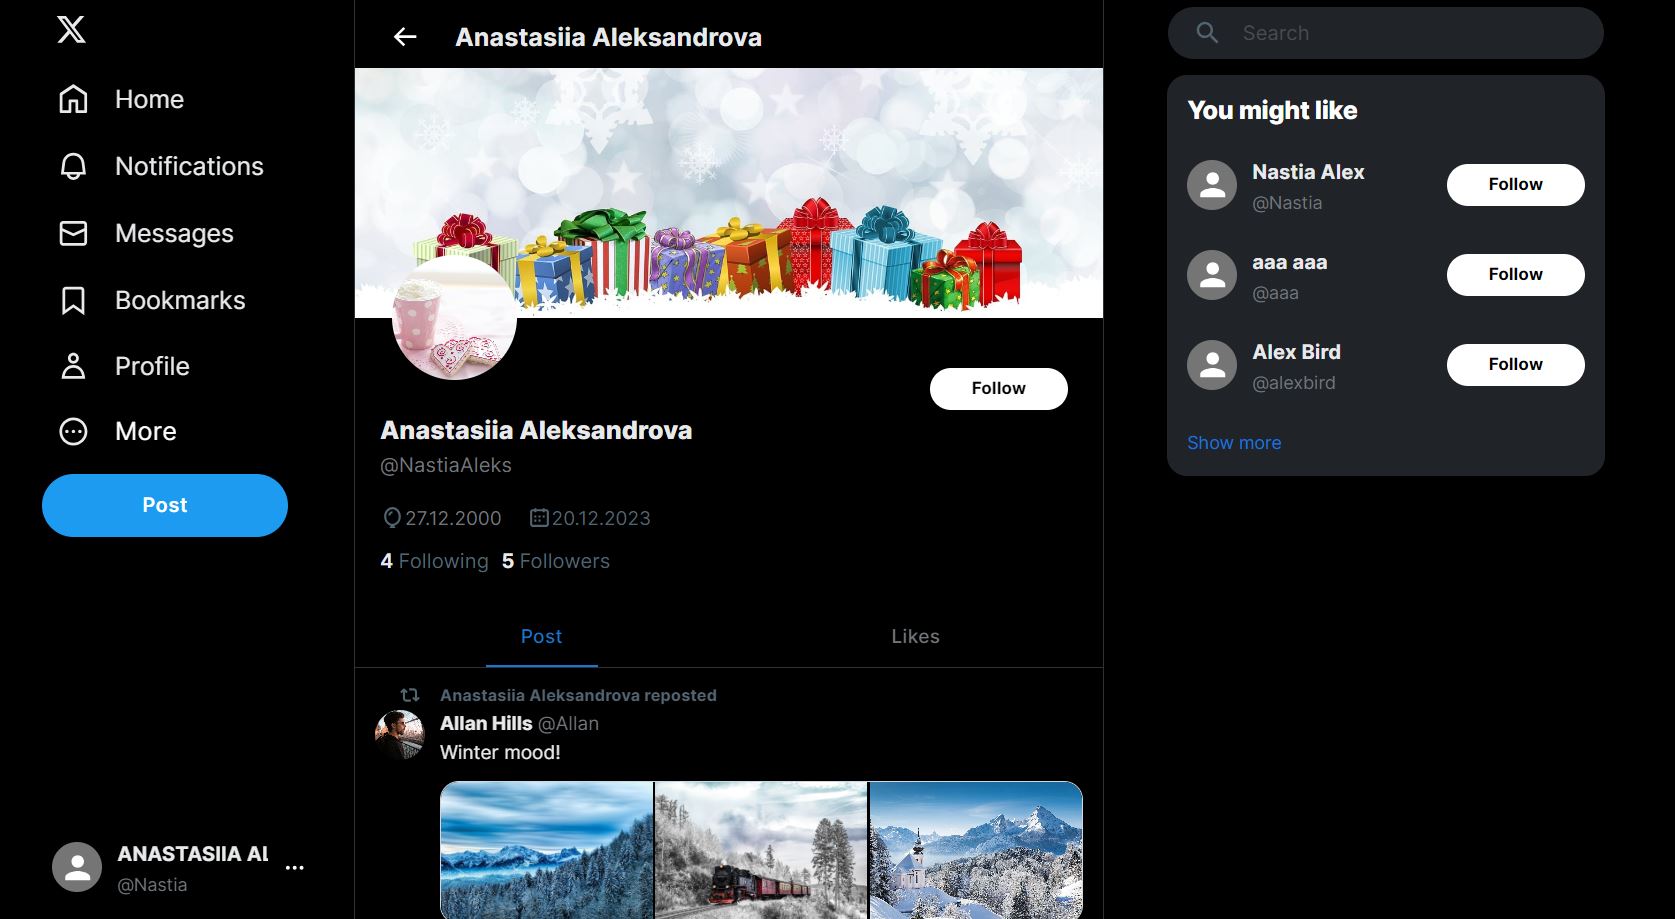 Home
Notifications
Messages
Bookmarks
Profile
More
Post
ANASTASIIA AL
@Nastia
Anastasiia Aleksandrova
Follow
Anastasiia Aleksandrova
@NastiaAleks
27.12.2000 20.12.2023
4 Following 5 Followers
Post Likes
Anastasiia Aleksandrova reposted
Allan Hills @Allan
Winter mood!
Search
You might like
Nastia Alex
@Nastia
Follow
aaa aaa
@aaa
Follow
Alex Bird
@alexbird
Follow
Show more